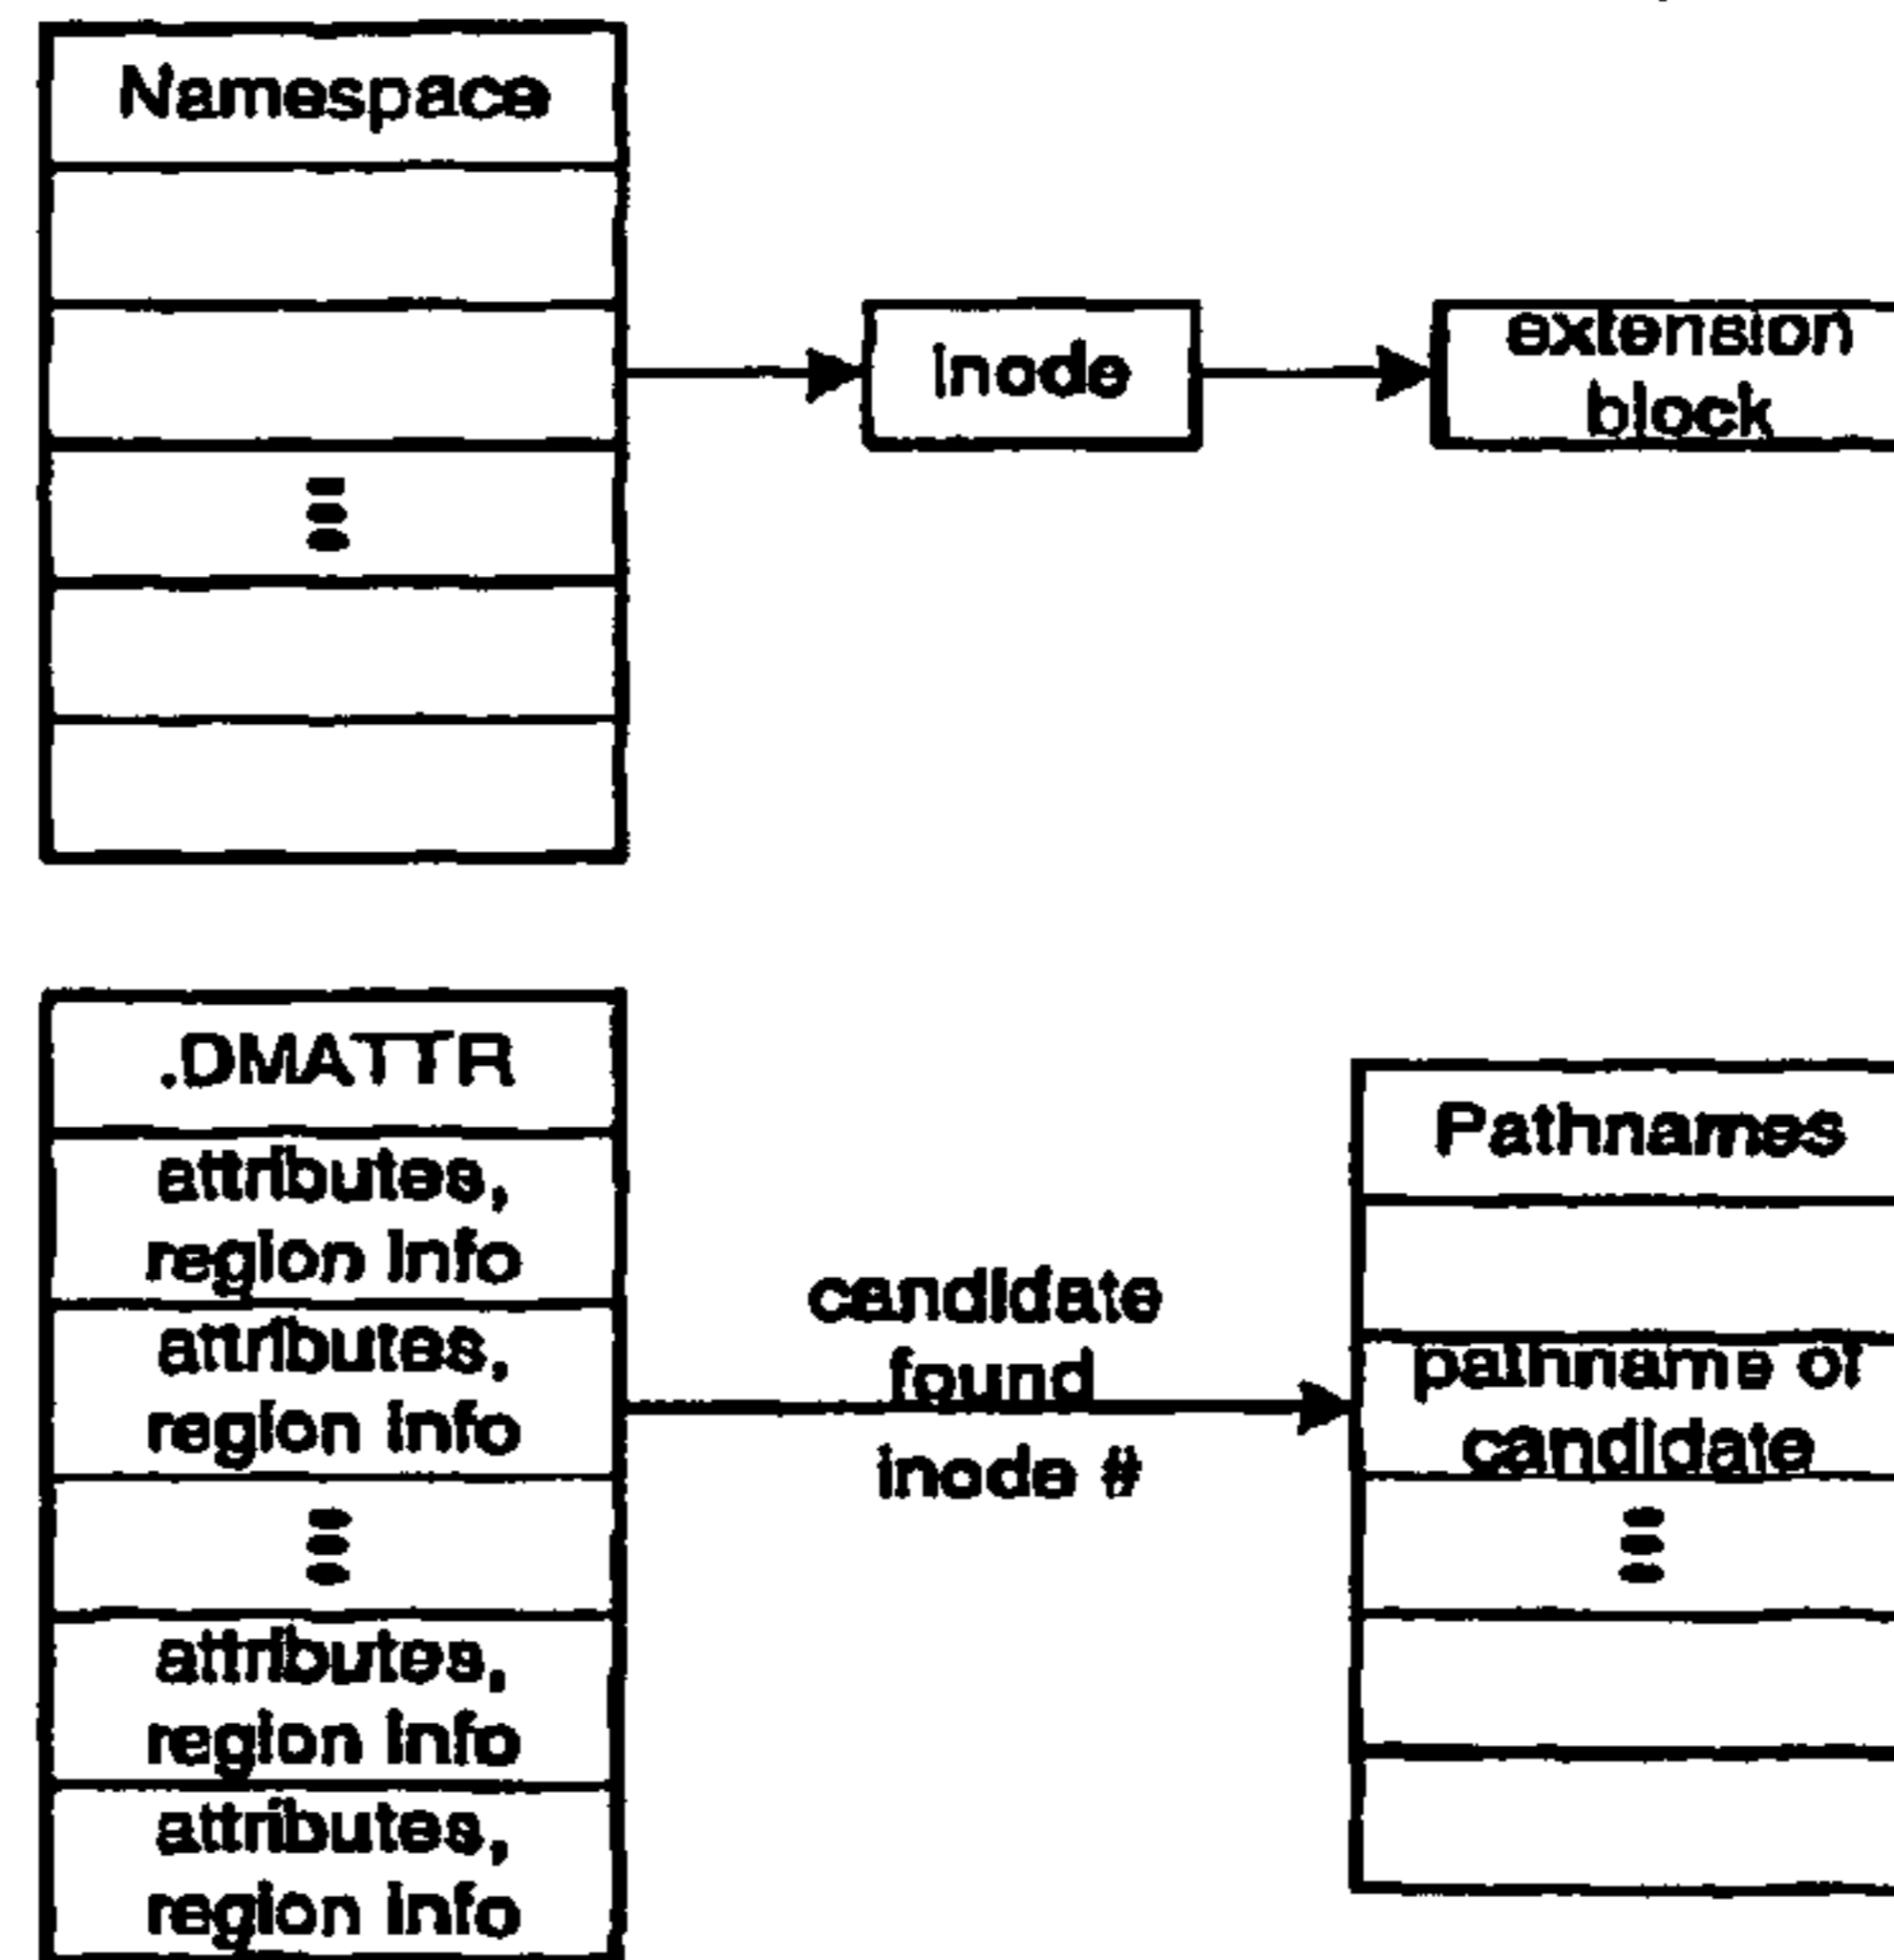 Namespace
inode
extension
block
.DMATTR
attributes,
region info
attributes,
region info
attributes,
region info
attributes,
region info
candidate
found
inode #
Pathnames
pathname of
candidate